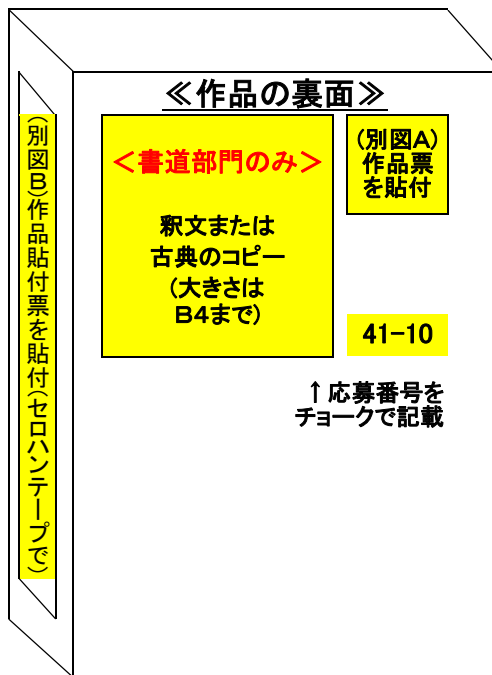 ≪作品の裏面≫
＜書道部門のみ＞
釈文または
古典のコピー
(大きさは
B4まで)
(別図A)
作品票
を貼付
41-10
↑応募番号を
チョークで記載
(別図B)作品貼付票を貼付(セロハンテープで)